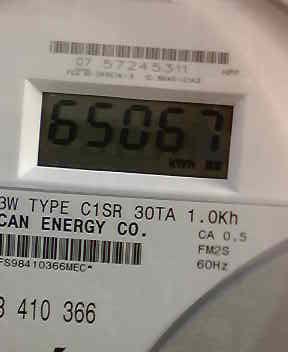 07 57245311
65067
3W TYPE C1SR 30TA 1.0Kh
CAN ENERGY CO.
CA 0.5
FM2S
FS98410366MEC*
60Hz
3 410 366